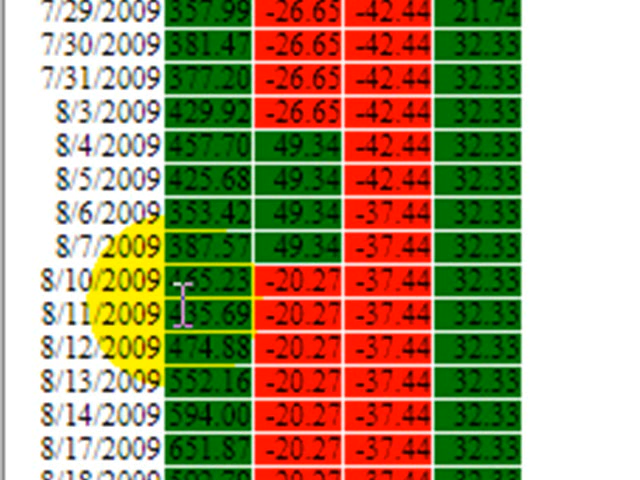 7/29/2009 357.99 -26.65 -42.44 21.74
7/30/2009 381.47 -26.65 -42.44 32.33
7/31/2009 377.20 -26.65 -42.44 32.33
8/3/2009 429.92 -26.65 -42.44 32.33
8/4/2009 457.70 49.34 -42.44 32.33
8/5/2009 425.68 49.34 -42.44 32.33
8/6/2009 353.42 49.34 -37.44 32.33
8/7/2009 387.57 49.34 -37.44 32.33
8/10/2009 -20.27 -37.44 32.33
8/11/2009 -20.27 -37.44 32.33
8/12/2009 474.88 -20.27 -37.44 32.33
8/13/2009 552.16 -20.27 -37.44 32.33
8/14/2009 594.00 -20.27 -37.44 32.33
8/17/2009 651.87 -20.27 -37.44 32.33
8/18/2009